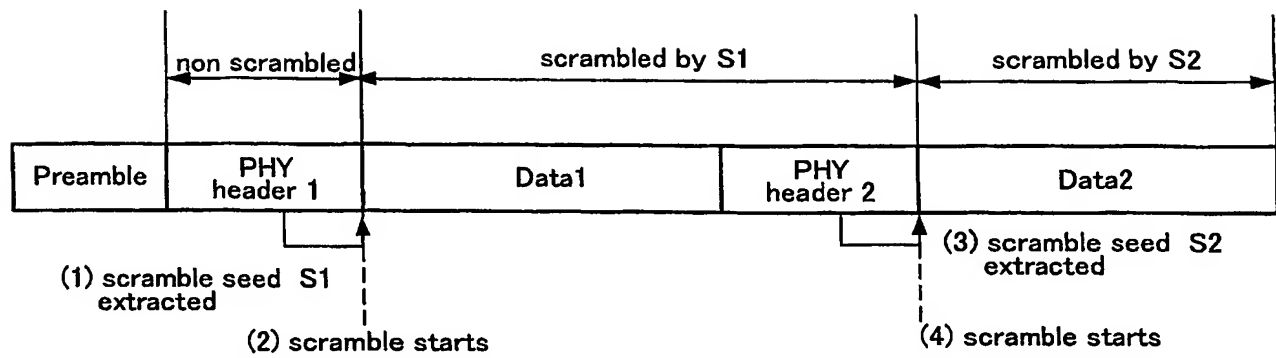 non scrambled
scrambled by S1
scrambled by S2
Preamble
PHY
header 1
Data1
PHY
header 2
Data2
(1) scramble seed S1
extracted
(2) scramble starts
(3) scramble seed S2
extracted
(4) scramble starts